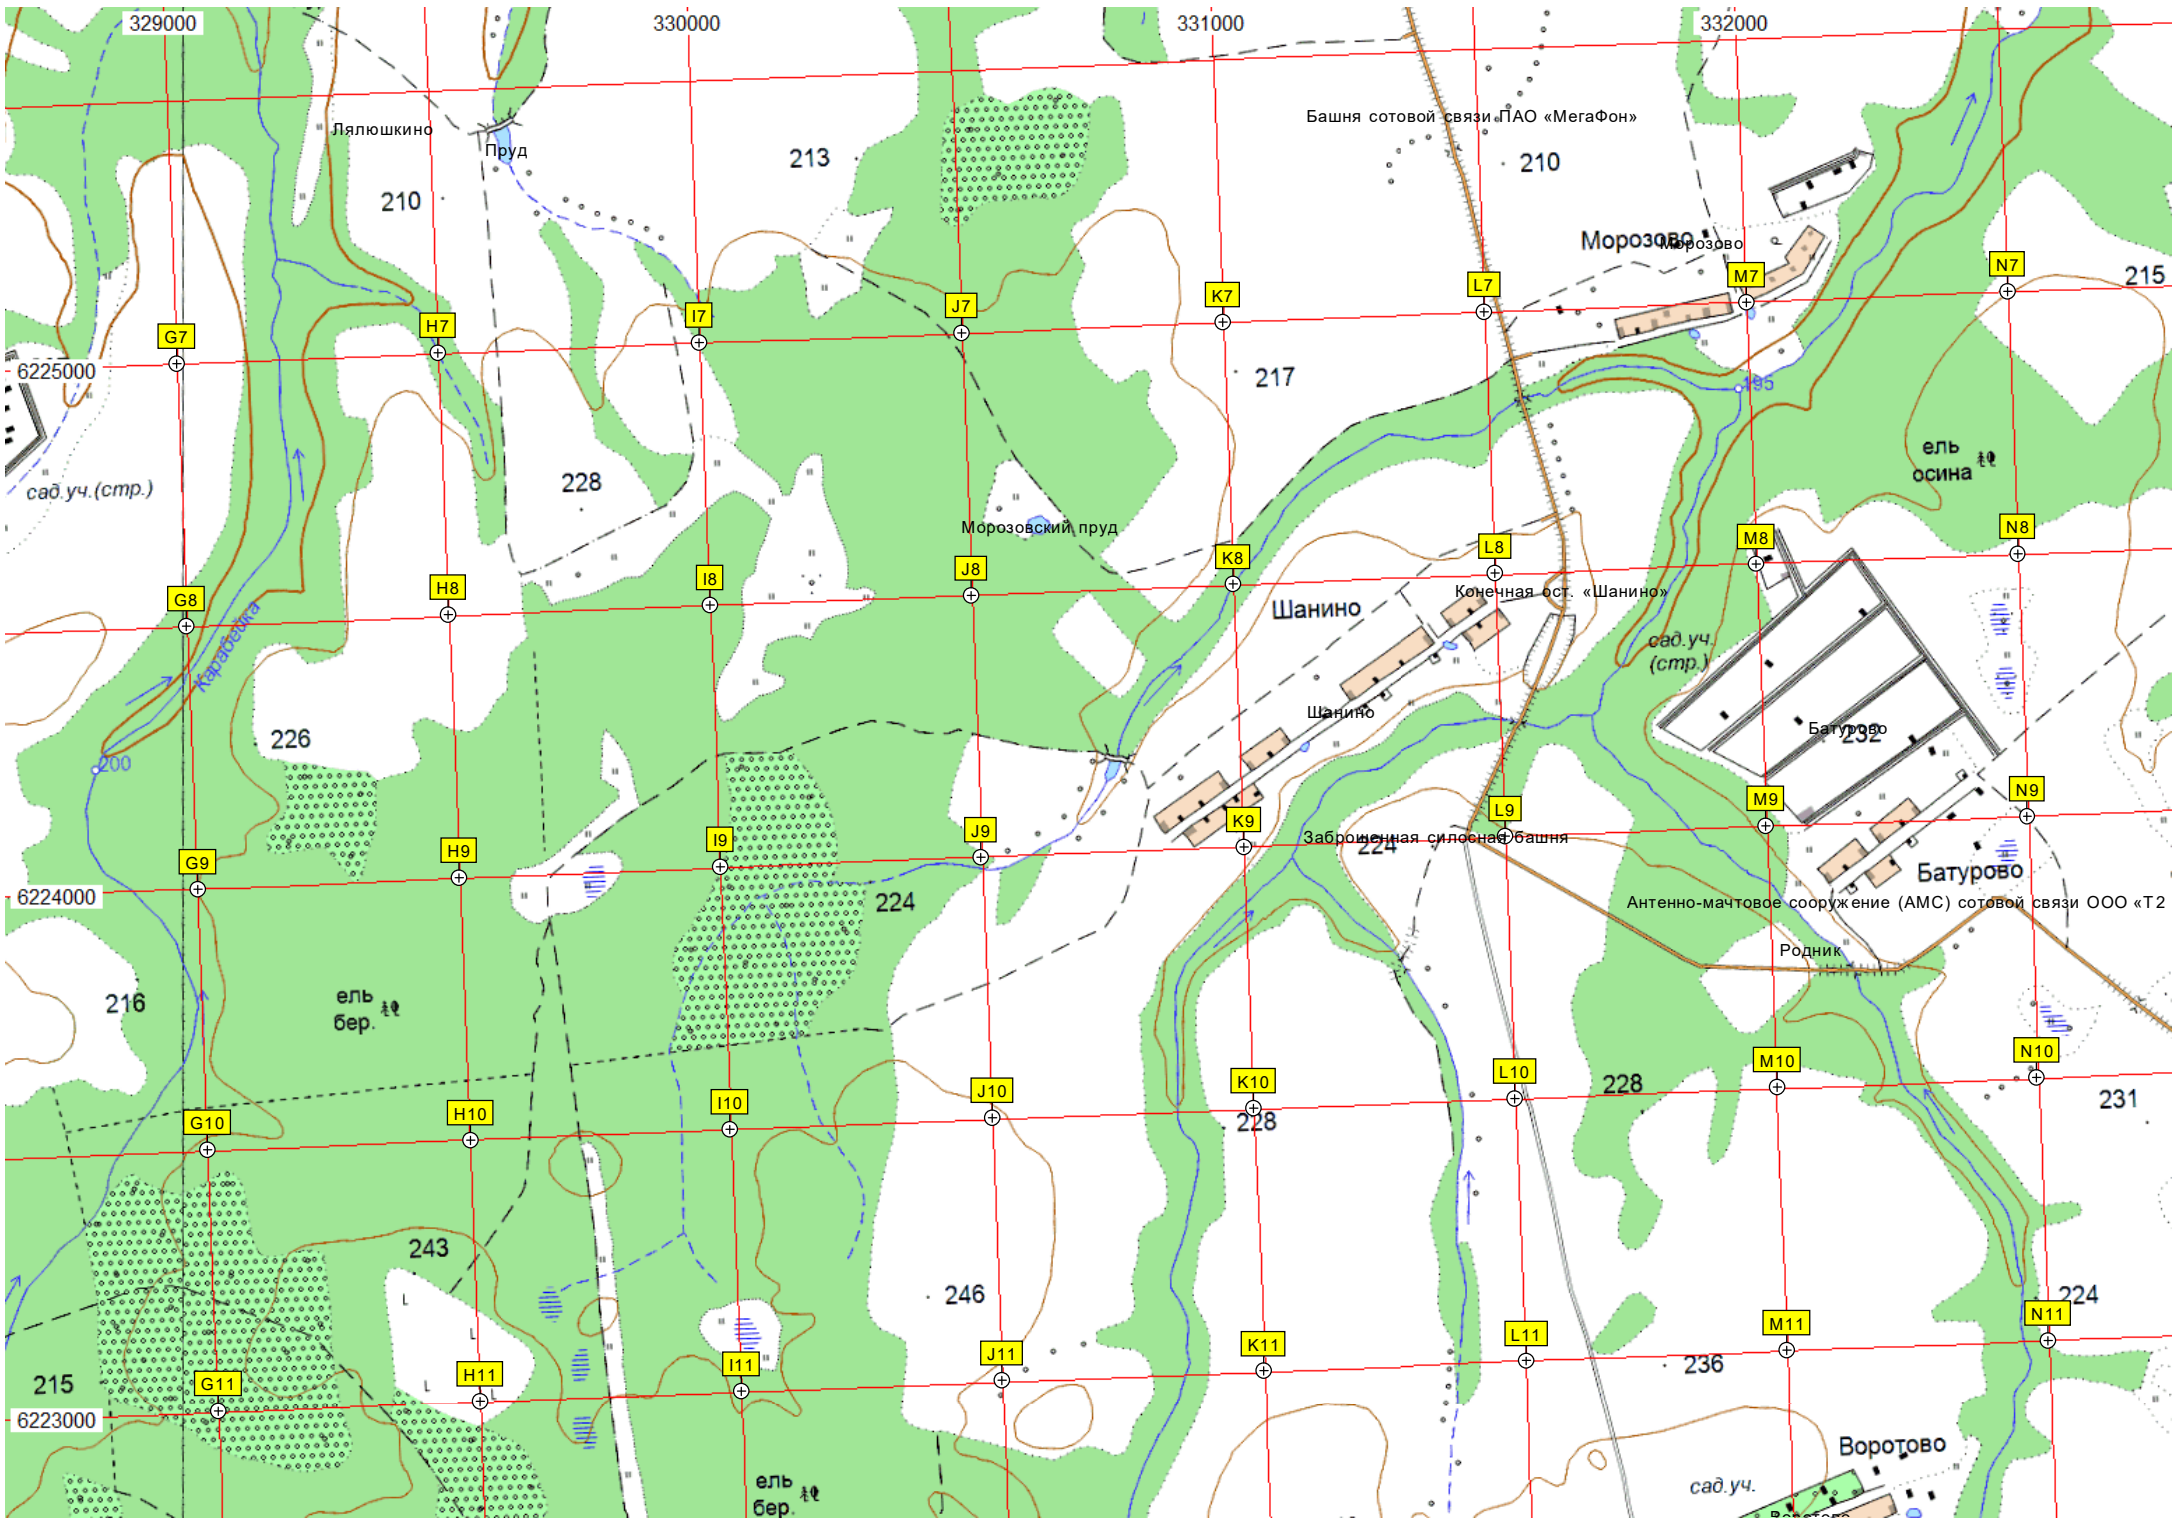 329000
330000
331000
332000
Башня сотовой связи ПАО «МегаФон»
Лялюшкино
Пруд
213
210
210
Морозово
Морозово
M7
N7
215
L7
K7
J7
I7
H7
G7
6225000
217
195
ель
осина
сад.уч.(стр.)
228
Морозовский пруд
N8
M8
L8
K8
J8
I8
H8
G8
Конечная ост. «Шанино»
Шанино
Карабейка
сад.уч.
(стр.)
Шанино
226
Батурово
232
200
N9
M9
L9
K9
J9
I9
H9
G9
Заброшенная силосная башня
224
Батурово
6224000
224
Антенно-мачтовое сооружение (АМС) сотовой связи ООО «Т2
Родник
216
ель
бер.
N10
M10
L10
K10
J10
I10
H10
G10
228
231
228
243
246
224
N11
M11
L11
K11
J11
I11
H11
G11
236
215
6223000
Воротово
ель
бер.
сад.уч.
Воротово